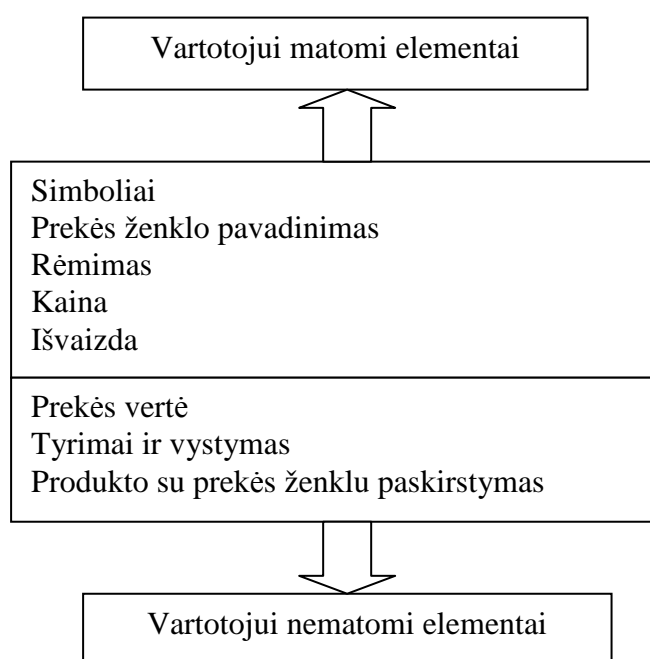 Vartotojui matomi elementai
Simboliai
Prekės ženklo pavadinimas
Rėmimas
Kaina
Išvaizda
Prekės vertė
Tyrimai ir vystymas
Produkto su prekės ženklu paskirstymas
Vartotojui nematomi elementai